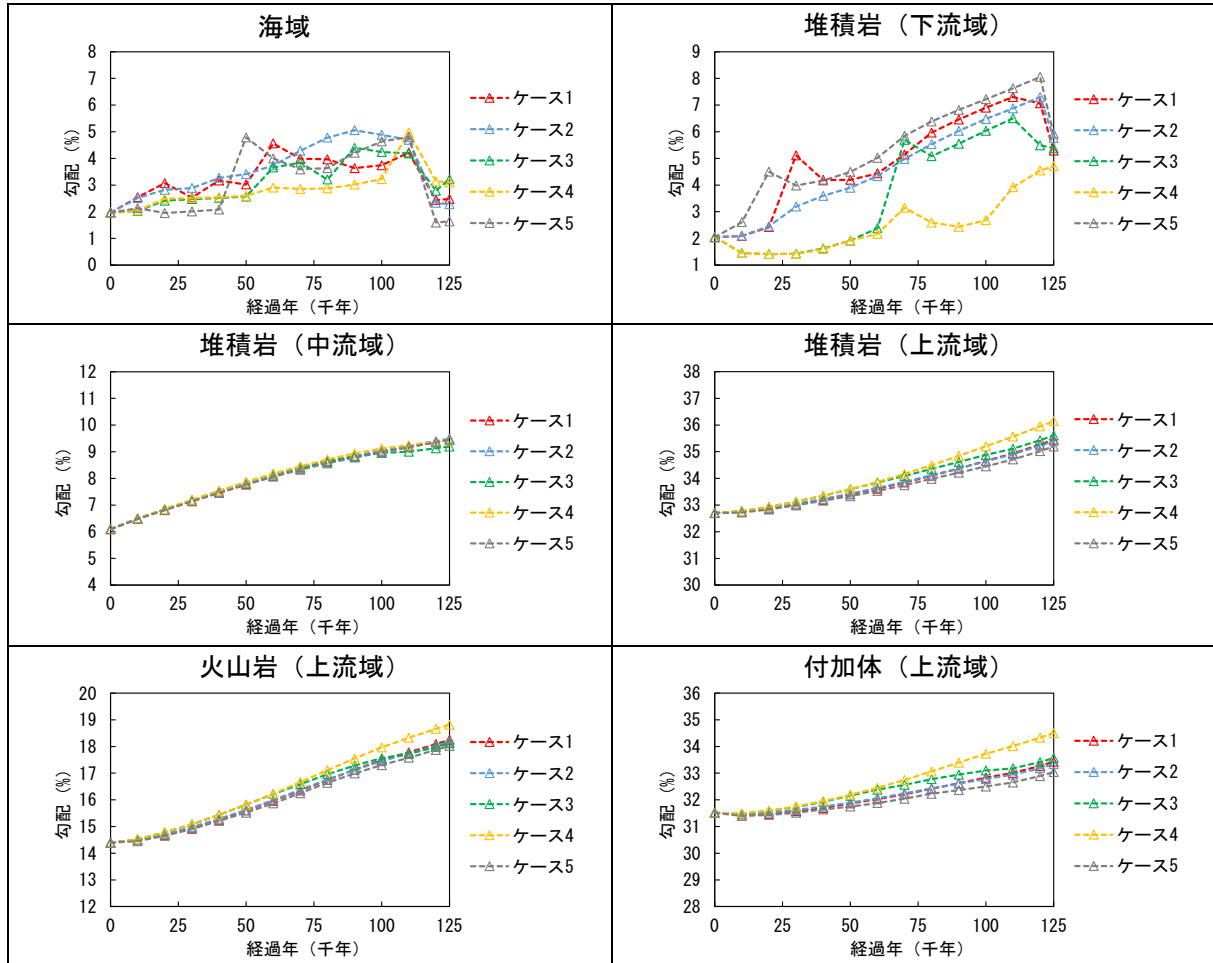 海域
勾配 (%)
8
7
6
5
4
3
2
1
0
0 25 50 75 100 125
経過年 (千年)
ケース1
ケース2
ケース3
ケース4
ケース5
堆積岩 (下流域)
勾配 (%)
9
8
7
6
5
4
3
2
1
0 25 50 75 100 125
経過年 (千年)
ケース1
ケース2
ケース3
ケース4
ケース5
堆積岩 (中流域)
勾配 (%)
12
11
10
9
8
7
6
5
4
0 25 50 75 100 125
経過年 (千年)
ケース1
ケース2
ケース3
ケース4
ケース5
堆積岩 (上流域)
勾配 (%)
38
37
36
35
34
33
32
31
30
0 25 50 75 100 125
経過年 (千年)
ケース1
ケース2
ケース3
ケース4
ケース5
火山岩 (上流域)
勾配 (%)
20
19
18
17
16
15
14
13
12
0 25 50 75 100 125
経過年 (千年)
ケース1
ケース2
ケース3
ケース4
ケース5
付加体 (上流域)
勾配 (%)
36
35
34
33
32
31
30
29
28
0 25 50 75 100 125
経過年 (千年)
ケース1
ケース2
ケース3
ケース4
ケース5